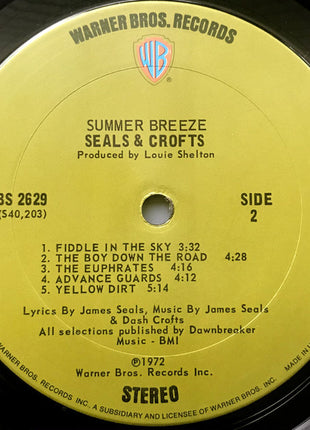 WARNER BROS. RECORDS
WB
SUMMER BREEZE
SEALS & CROFTS
Produced by Louie Shelton
BS 2629
(S40,203)
SIDE
2
1. FIDDLE IN THE SKY 3:32
2. THE BOY DOWN THE ROAD 4:28
3. THE EUPHRATES 4:16
4. ADVANCE GUARDS 4:12
5. YELLOW DIRT 5:14
Lyrics By James Seals, Music By James Seals
& Dash Crofts
All selections published by Dawnbreaker
Music - BMI
℗1972
Warner Bros. Records Inc.
STEREO
WARNER BROS. RECORDS INC. A SUBSIDIARY AND LICENSEE OF WARNER BROS. INC. MADE IN